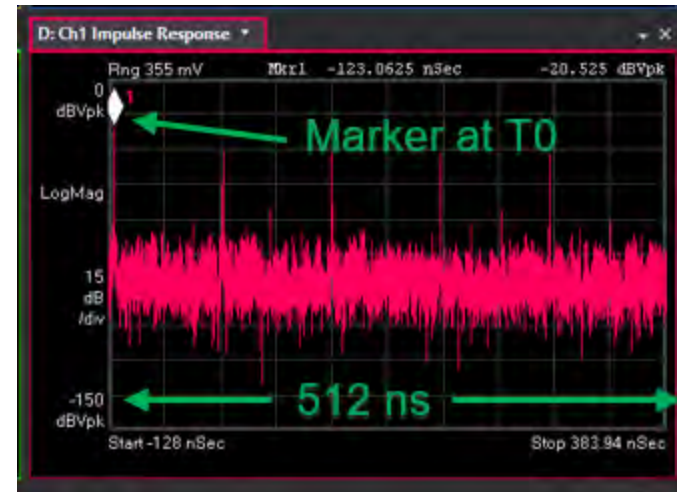 D: Ch1 Impulse Response
Rng 355 mV Mkr1 -123.0625 nSec -20.525 dBVpk
0
dBVpk
1
Marker at T0
LogMag
15
dB
/div
512 ns
-150
dBVpk
Start -128 nSec Stop 383.94 nSec